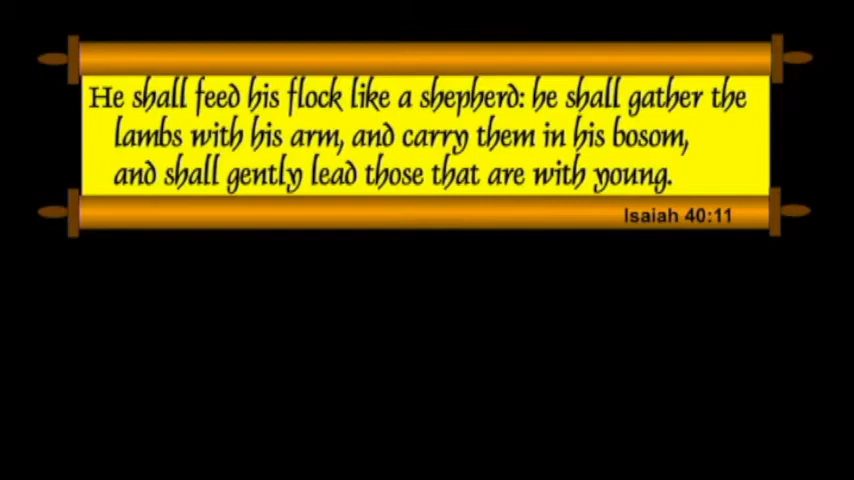 He shall feed his flock like a shepherd: he shall gather the
lambs with his arm, and carry them in his bosom,
and shall gently lead those that are with young.
Isaiah 40:11